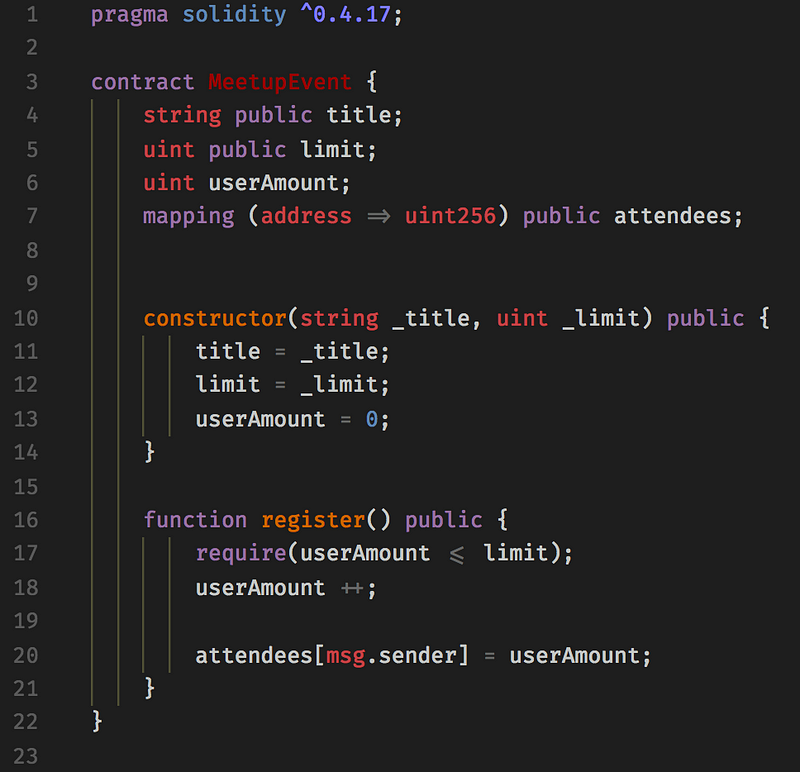 1 pragma solidity ^0.4.17;
2
3 contract MeetupEvent {
4 string public title;
5 uint public limit;
6 uint userAmount;
7 mapping (address => uint256) public attendees;
8
9
10 constructor(string _title, uint _limit) public {
11 title = _title;
12 limit = _limit;
13 userAmount = 0;
14 }
15
16 function register() public {
17 require(userAmount <= limit);
18 userAmount ++;
19
20 attendees[msg.sender] = userAmount;
21 }
22 }
23